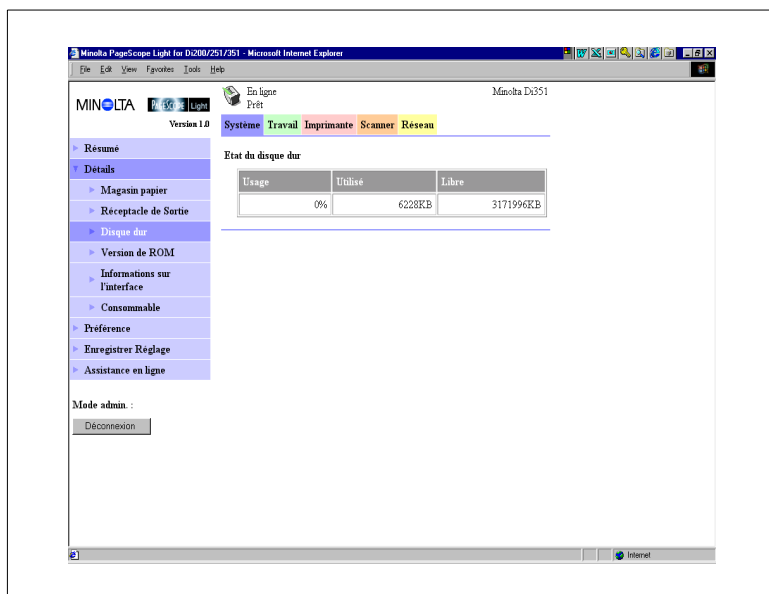 Minolta PageScope Light for Di200/251/351 - Microsoft Internet Explorer
File Edit View Favorites Tools Help
MINOLTA PAGESCOPE Light
Version 1.0
En ligne
Prêt
Minolta Di351
Système Travail Imprimante Scanner Réseau
Résumé
Détails
Magasin papier
Réceptacle de Sortie
Disque dur
Version de ROM
Informations sur
l'interface
Consommable
Préférence
Enregistrer Réglage
Assistance en ligne
Mode admin. :
Déconnexion
Etat du disque dur
Usage Utilisé Libre
0% 6228KB 3171996KB
Internet